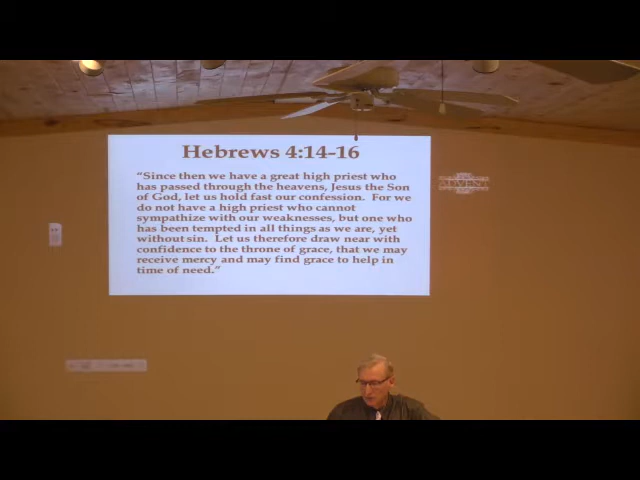 Hebrews 4:14-16
"Since then we have a great high priest who
has passed through the heavens, Jesus the Son
of God, let us hold fast our confession.  For we
do not have a high priest who cannot
sympathize with our weaknesses, but one who
has been tempted in all things as we are, yet
without sin.  Let us therefore draw near with
confidence to the throne of grace, that we may
receive mercy and may find grace to help in
time of need."
ADVENT